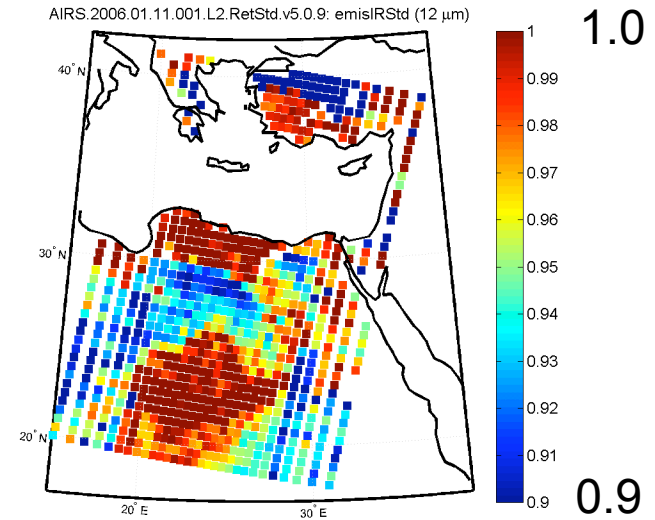 AIRS.2006.01.11.001.L2.RetStd.v5.0.9: emisIRStd (12 μm)
1.0
1
0.99
0.98
0.97
0.96
0.95
0.94
0.93
0.92
0.91
0.9
0.9
40° N
30° N
20° N
20° E
30° E